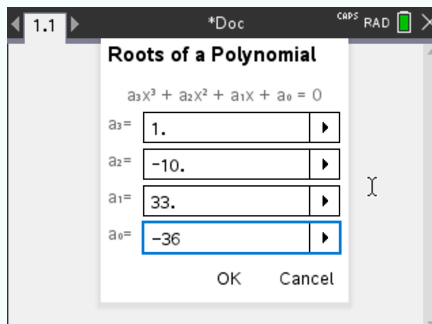 1.1 *Doc CAPS RAD
Roots of a Polynomial
a₃x³ + a₂x² + a₁x + a₀ = 0
a₃= 1.
a₂= -10.
a₁= 33.
a₀= -36
OK Cancel